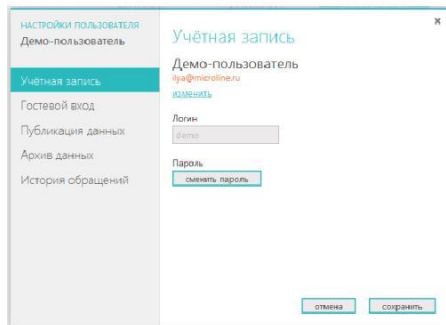 НАСТРОЙКИ ПОЛЬЗОВАТЕЛЯ
Демо-пользователь
Учётная запись
Гостевой вход
Публикация данных
Архив данных
История обращений
Учётная запись
Демо-пользователь
ilya@microline.ru
изменить
Логин
demo
Пароль
сменить пароль
отмена
сохранить